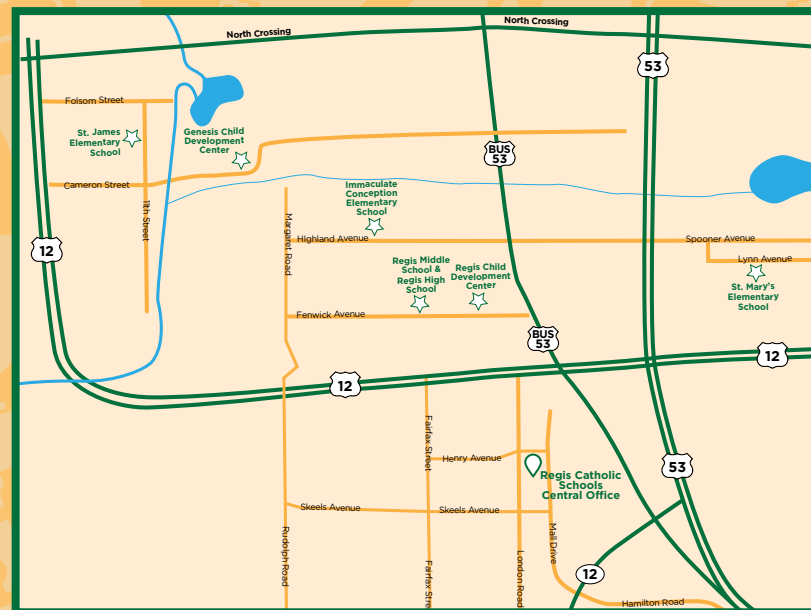 North Crossing
North Crossing
53
Folsom Street
St. James
Elementary
School
Genesis Child
Development
Center
BUS
53
Cameron Street
Immaculate
Conception
Elementary
School
11th Street
Margaret Road
HIghland Avenue
Spooner Avenue
12
Lynn Avenue
Regis Middle
School &
Regis High
School
Regis Child
Development
Center
St. Mary's
Elementary
School
Fenwick Avenue
BUS
53
12
12
Fairfax Street
Henry Avenue
53
Regis Catholic
Schools
Central Office
Skeels Avenue
Skeels Avenue
Rudolph Road
Fairfax Stre
London Road
Mall Drive
12
Hamilton Road